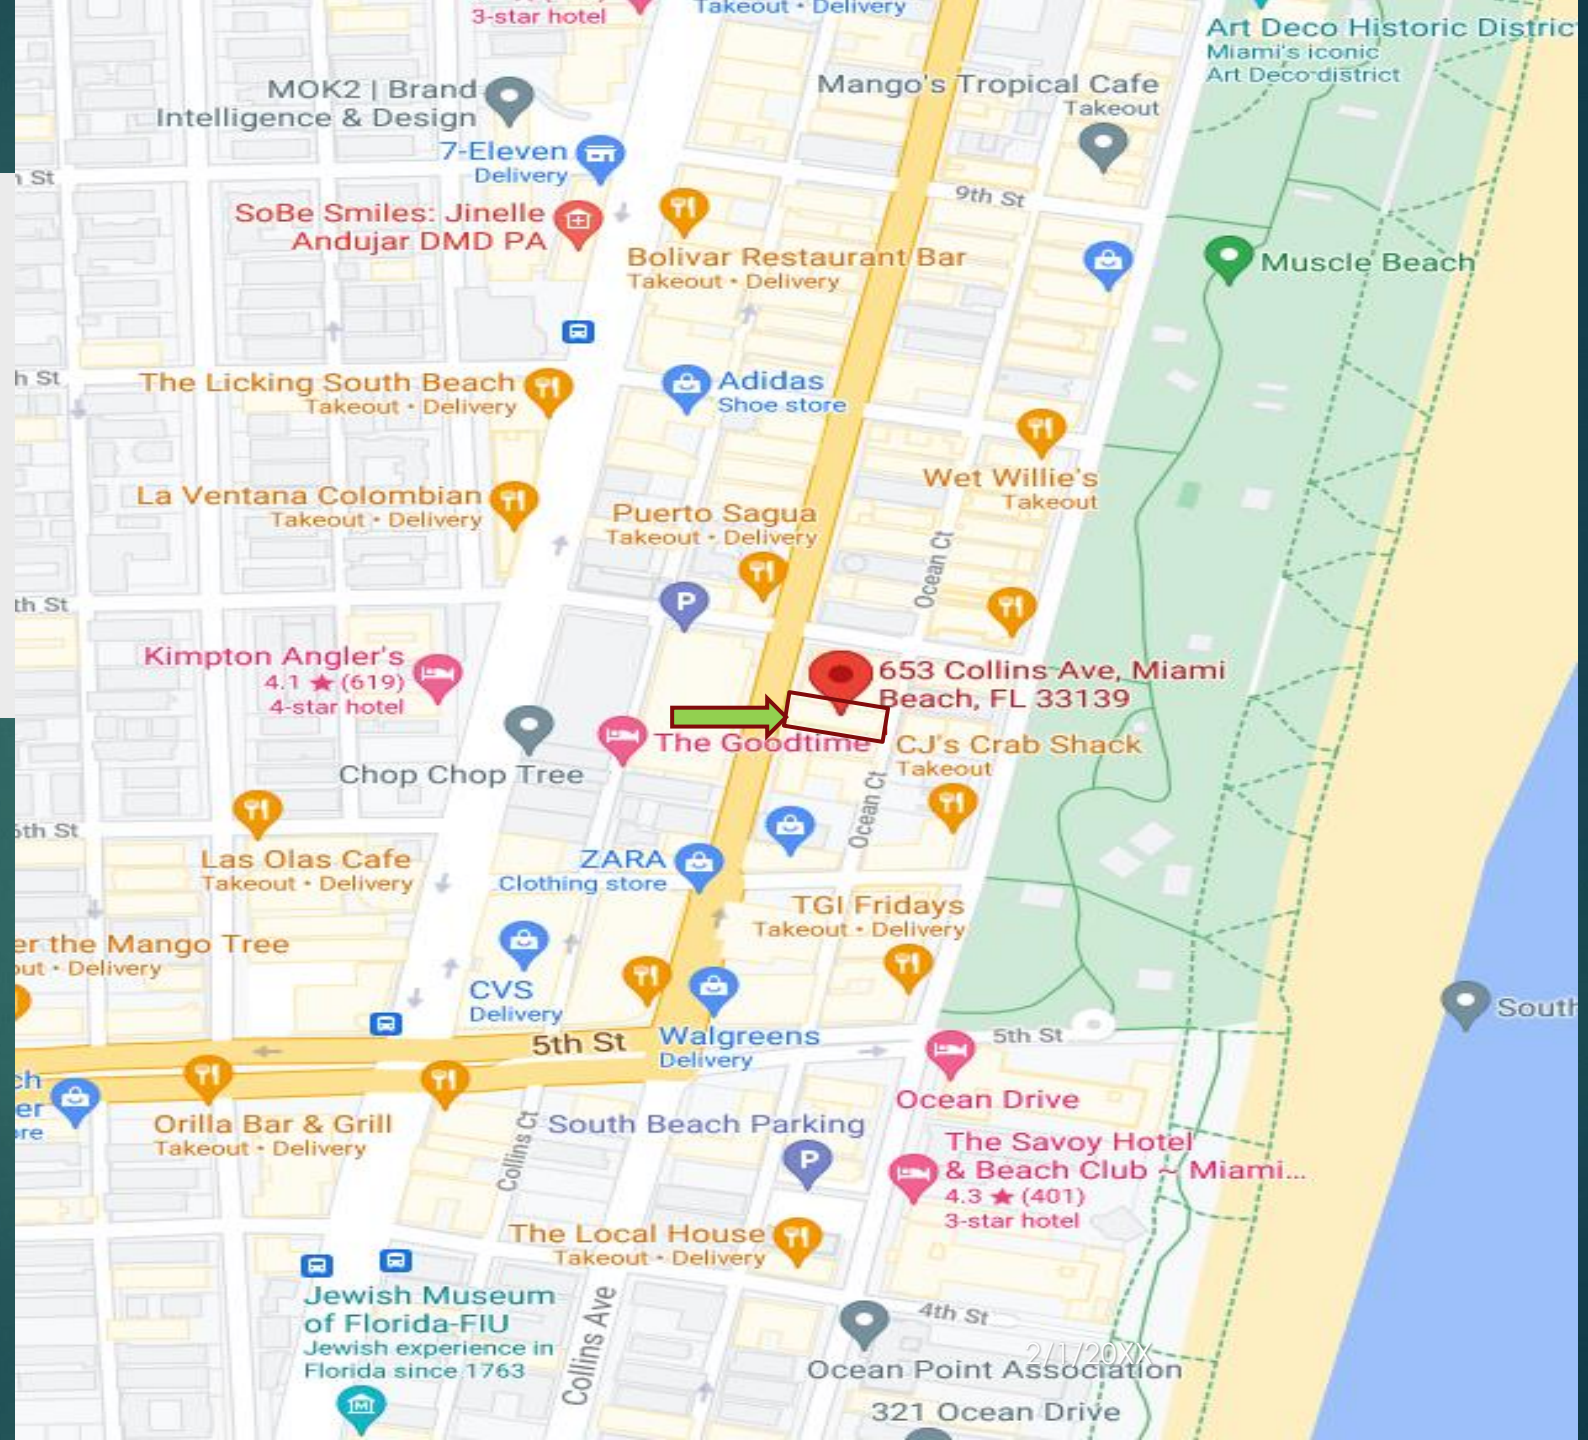 3-star hotel
Takeout • Delivery
Art Deco Historic Distric
Miami's iconic
Art Deco district
MOK2 | Brand
Intelligence & Design
Mango's Tropical Cafe
Takeout
7-Eleven
Delivery
St
9th St
SoBe Smiles: Jinelle
Andujar DMD PA
Bolivar Restaurant Bar
Takeout • Delivery
Muscle Beach
h St
The Licking South Beach
Takeout • Delivery
Adidas
Shoe store
Wet Willie's
Takeout
La Ventana Colombian
Takeout • Delivery
Puerto Sagua
Takeout • Delivery
Ocean Ct
P
th St
Kimpton Angler's
4.1 ★ (619)
4-star hotel
653 Collins Ave, Miami
Beach, FL 33139
The Goodtime
CJ's Crab Shack
Takeout
Chop Chop Tree
Ocean Ct
6th St
Las Olas Cafe
Takeout • Delivery
ZARA
Clothing store
TGI Fridays
Takeout • Delivery
er the Mango Tree
out • Delivery
CVS
Delivery
South
5th St
Walgreens
Delivery
5th St
ch
er
re
Ocean Drive
Orilla Bar & Grill
Takeout • Delivery
Collins Ct
South Beach Parking
P
The Savoy Hotel
& Beach Club ~ Miami...
4.3 ★ (401)
3-star hotel
The Local House
Takeout • Delivery
Jewish Museum
of Florida-FIU
Jewish experience in
Florida since 1763
M
Collins Ave
4th St
2/1/20XX
Ocean Point Association
321 Ocean Drive